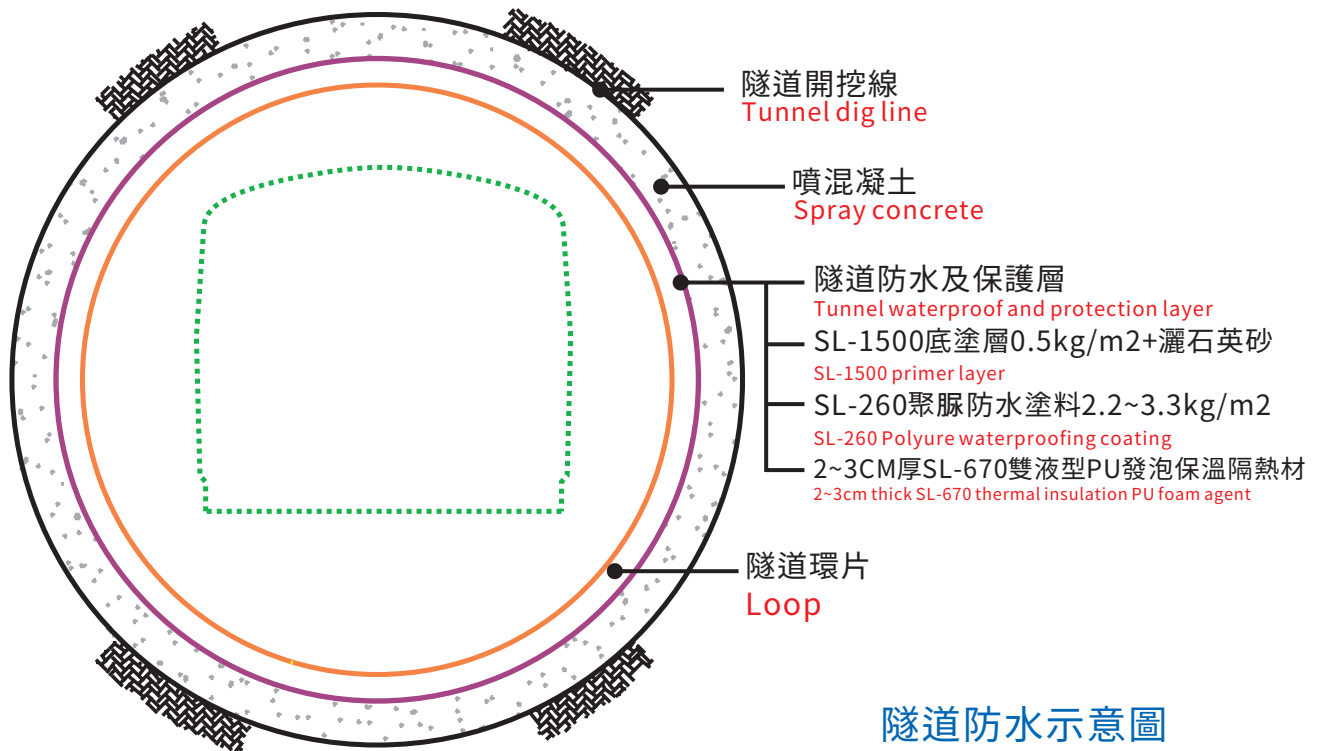 隧道開挖線
Tunnel dig line
噴混凝土
Spray concrete
隧道防水及保護層
Tunnel waterproof and protection layer
SL-1500底塗層0.5kg/m2+灑石英砂
SL-1500 primer layer
SL-260聚脲防水塗料2.2~3.3kg/m2
SL-260 Polyure waterproofing coating
2~3CM厚SL-670雙液型PU發泡保溫隔熱材
2~3cm thick SL-670 thermal insulation PU foam agent
隧道環片
Loop
隧道防水示意圖